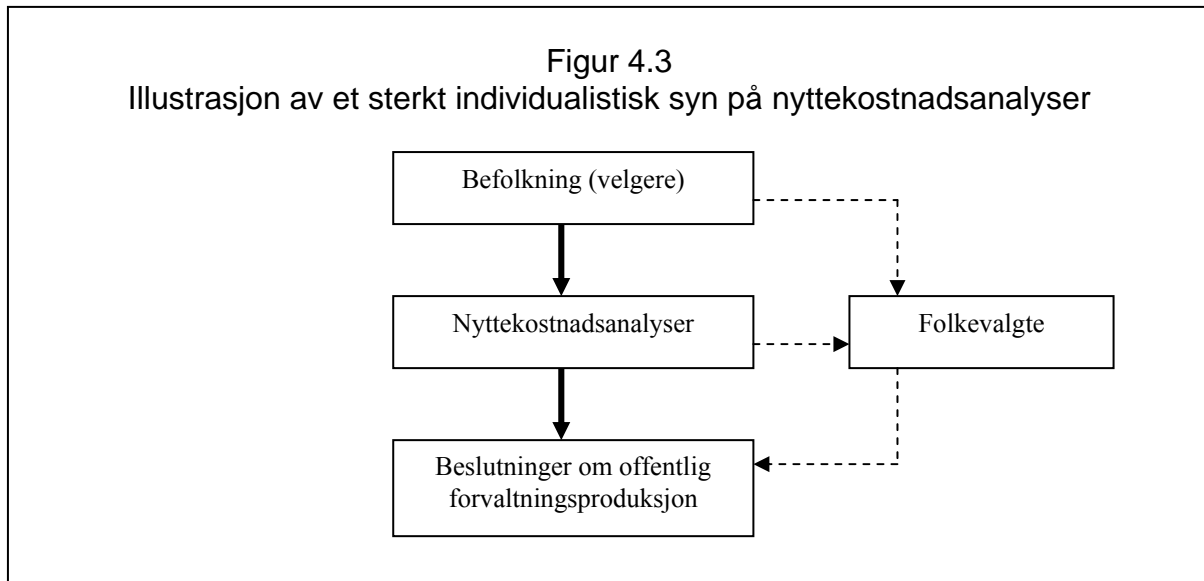 Figur 4.3
Illustrasjon av et sterkt individualistisk syn på nyttekostnadsanalyser
Befolkning (velgere)
Nyttekostnadsanalyser
Folkevalgte
Beslutninger om offentlig
forvaltningsproduksjon